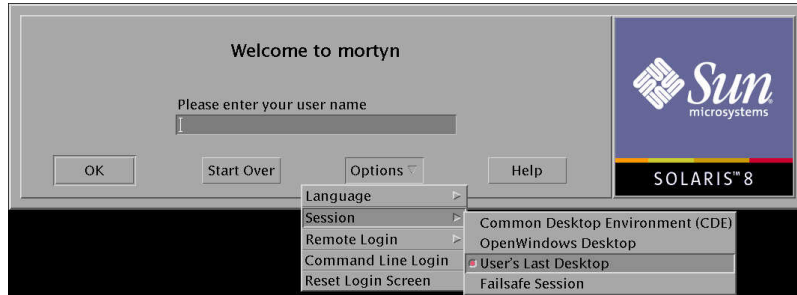 Welcome to mortyn
Please enter your user name
OK
Start Over
Options
Help
Sun
microsystems
SOLARIS™ 8
Language
Session
Remote Login
Command Line Login
Reset Login Screen
Common Desktop Environment (CDE)
OpenWindows Desktop
User's Last Desktop
Failsafe Session